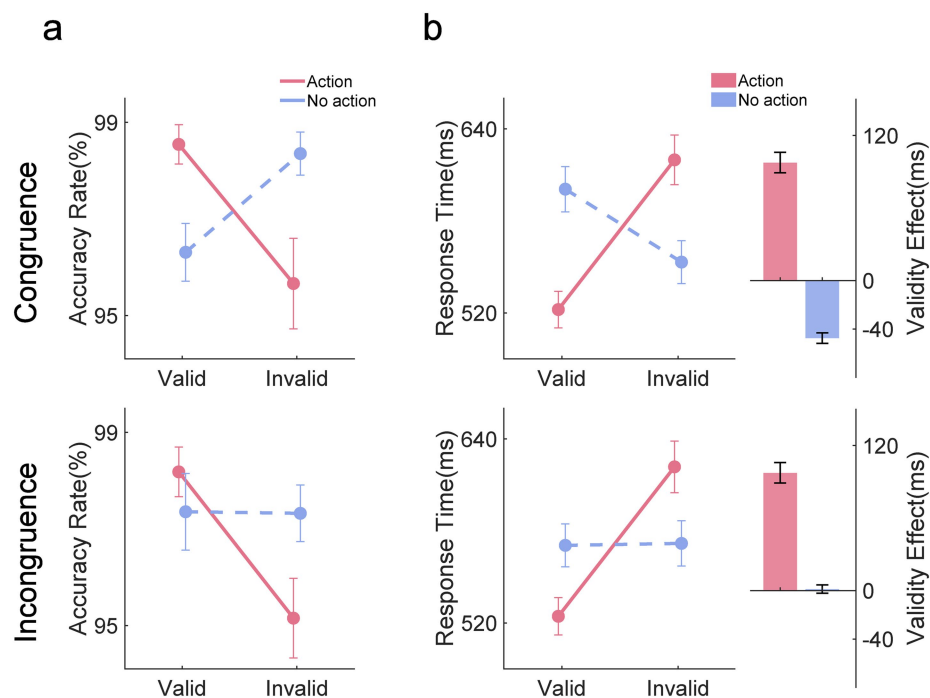 a
b
Action
No action
Action
No action
Congruence
Accuracy Rate(%)
99
95
Valid
Invalid
Response Time(ms)
640
520
Valid
Invalid
120
0
-40
Validity Effect(ms)
Incongruence
Accuracy Rate(%)
99
95
Valid
Invalid
Response Time(ms)
640
520
Valid
Invalid
120
0
-40
Validity Effect(ms)